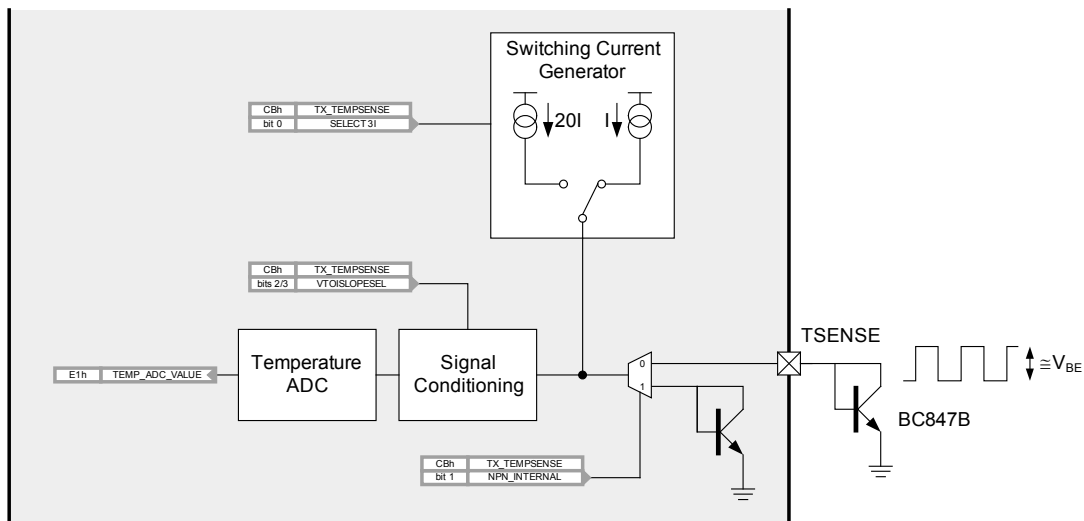 Switching Current
Generator
20I
I
CBh TX_TEMPSENSE
bit 0 SELECT3I
CBh TX_TEMPSENSE
bits 2/3 VTOISLOPESEL
TSENSE
Temperature
ADC
Signal
Conditioning
0
1
≅VBE
E1h TEMP_ADC_VALUE
BC847B
CBh TX_TEMPSENSE
bit 1 NPN_INTERNAL